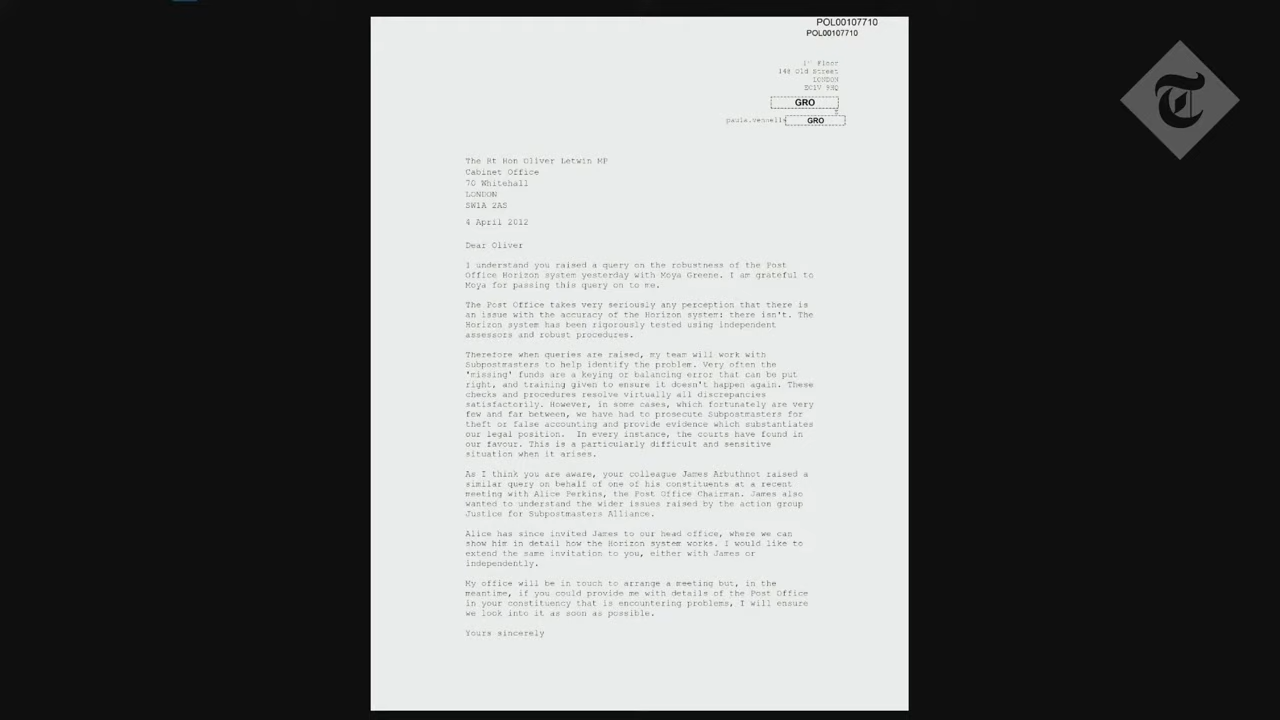 POL00107710
POL00107710
1st Floor
148 Old Street
LONDON
EC1V 9HQ
GRO
paula.vennells GRO
The Rt Hon Oliver Letwin MP
Cabinet Office
70 Whitehall
LONDON
SW1A 2AS
4 April 2012
Dear Oliver
I understand you raised a query on the robustness of the Post
Office Horizon system yesterday with Moya Greene. I am grateful to
Moya for passing this query on to me.
The Post Office takes very seriously any perception that there is
an issue with the accuracy of the Horizon system: there isn't. The
Horizon system has been rigorously tested using independent
assessors and robust procedures.
Therefore when queries are raised, my team will work with
Subpostmasters to help identify the problem. Very often the
'missing' funds are a keying or balancing error that can be put
right, and training given to ensure it doesn't happen again. These
checks and procedures resolve virtually all discrepancies
satisfactorily. However, in some cases, which fortunately are very
few and far between, we have had to prosecute Subpostmasters for
theft or false accounting and provide evidence which substantiates
our legal position. In every instance, the courts have found in
our favour. This is a particularly difficult and sensitive
situation when it arises.
As I think you are aware, your colleague James Arbuthnot raised a
similar query on behalf of one of his constituents at a recent
meeting with Alice Perkins, the Post Office Chairman. James also
wanted to understand the wider issues raised by the action group
Justice for Subpostmasters Alliance.
Alice has since invited James to our head office, where we can
show him in detail how the Horizon system works. I would like to
extend the same invitation to you, either with James or
independently.
My office will be in touch to arrange a meeting but, in the
meantime, if you could provide me with details of the Post Office
in your constituency that is encountering problems, I will ensure
we look into it as soon as possible.
Yours sincerely